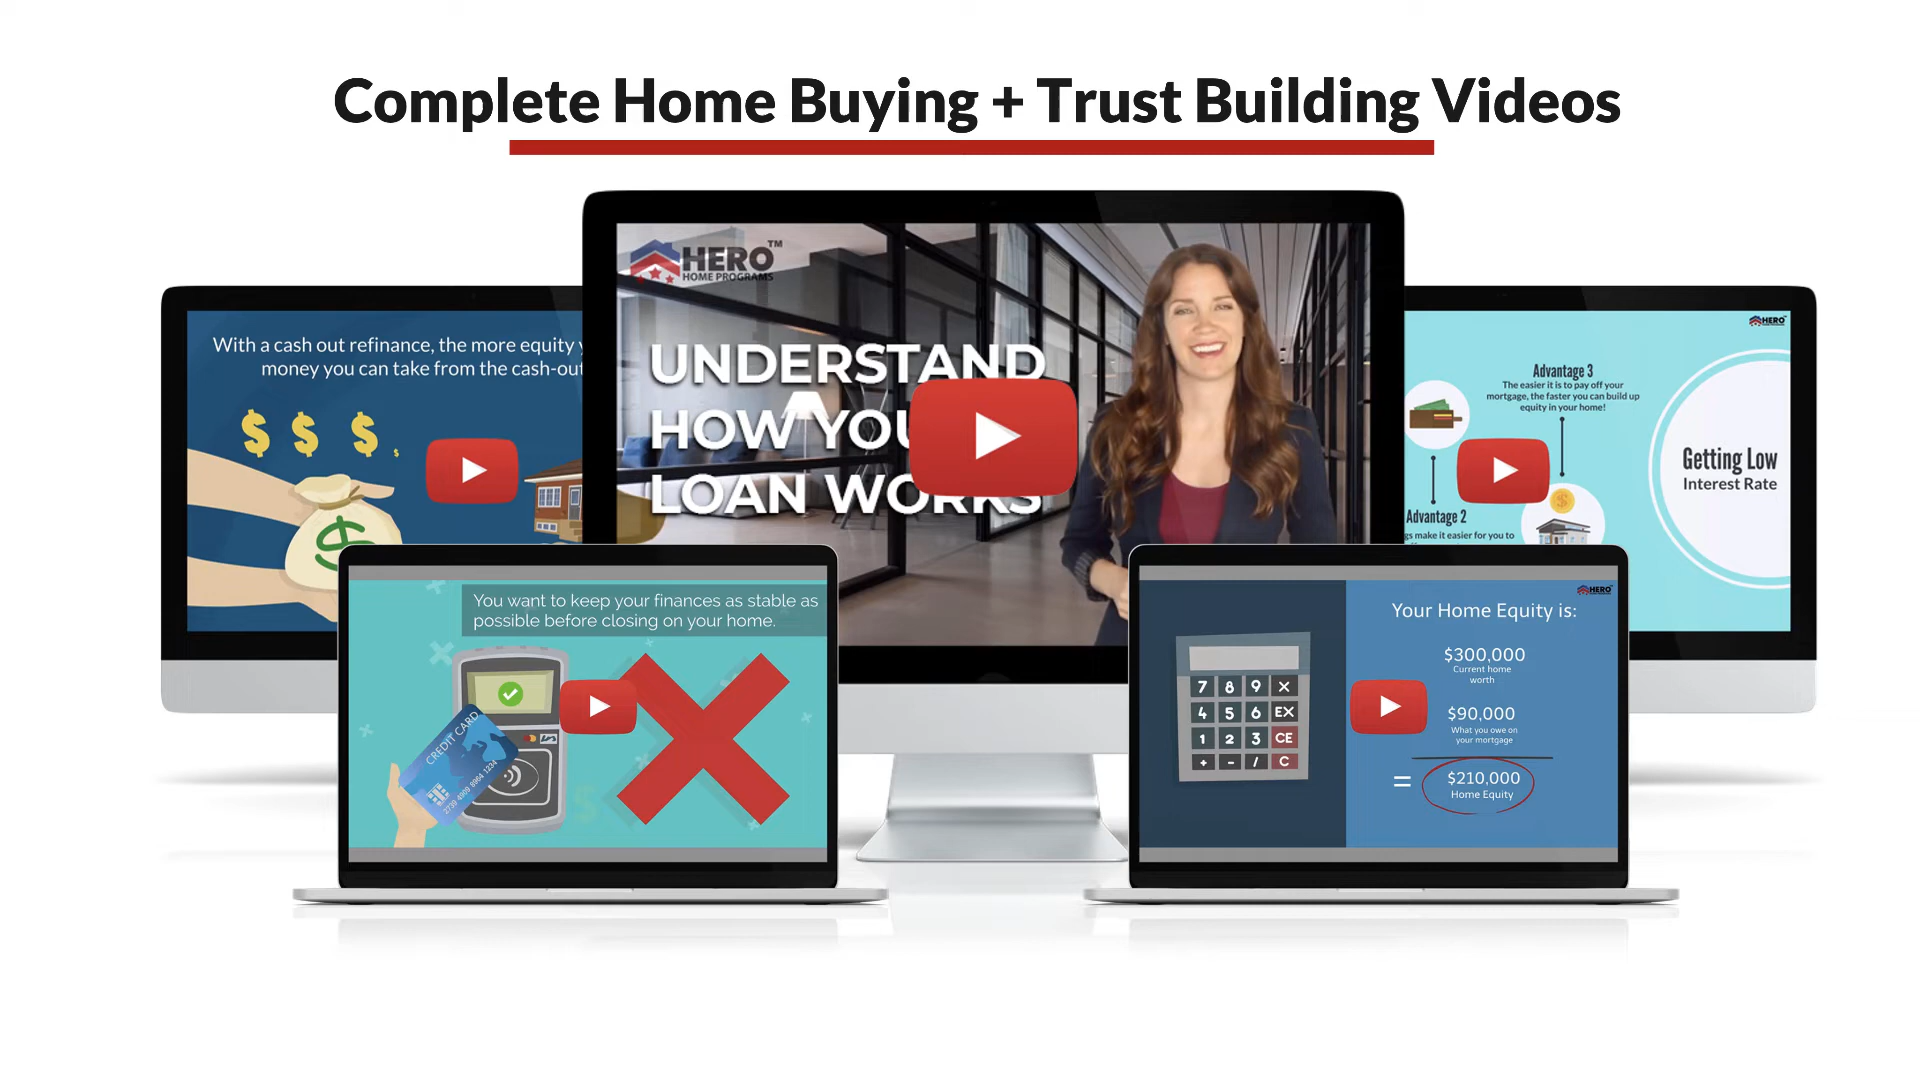 Complete Home Buying + Trust Building Videos
HERO™
HOME PROGRAMS
UNDERSTAND
HOW YOU
LOAN WORKS
With a cash out refinance, the more equity
money you can take from the cash-out
HERO
Advantage 3
The easier it is to pay off your
mortgage, the faster you can build up
equity in your home!
Getting Low
Interest Rate
Advantage 2
make it easier for you to
You want to keep your finances as stable as
possible before closing on your home.
CREDIT CARD
HERO
Your Home Equity is:
$300,000
Current home
worth
$90,000
What you owe on
your mortgage
= $210,000
Home Equity
7 8 9 X
4 5 6 EX
1 2 3 CE
+ - / C